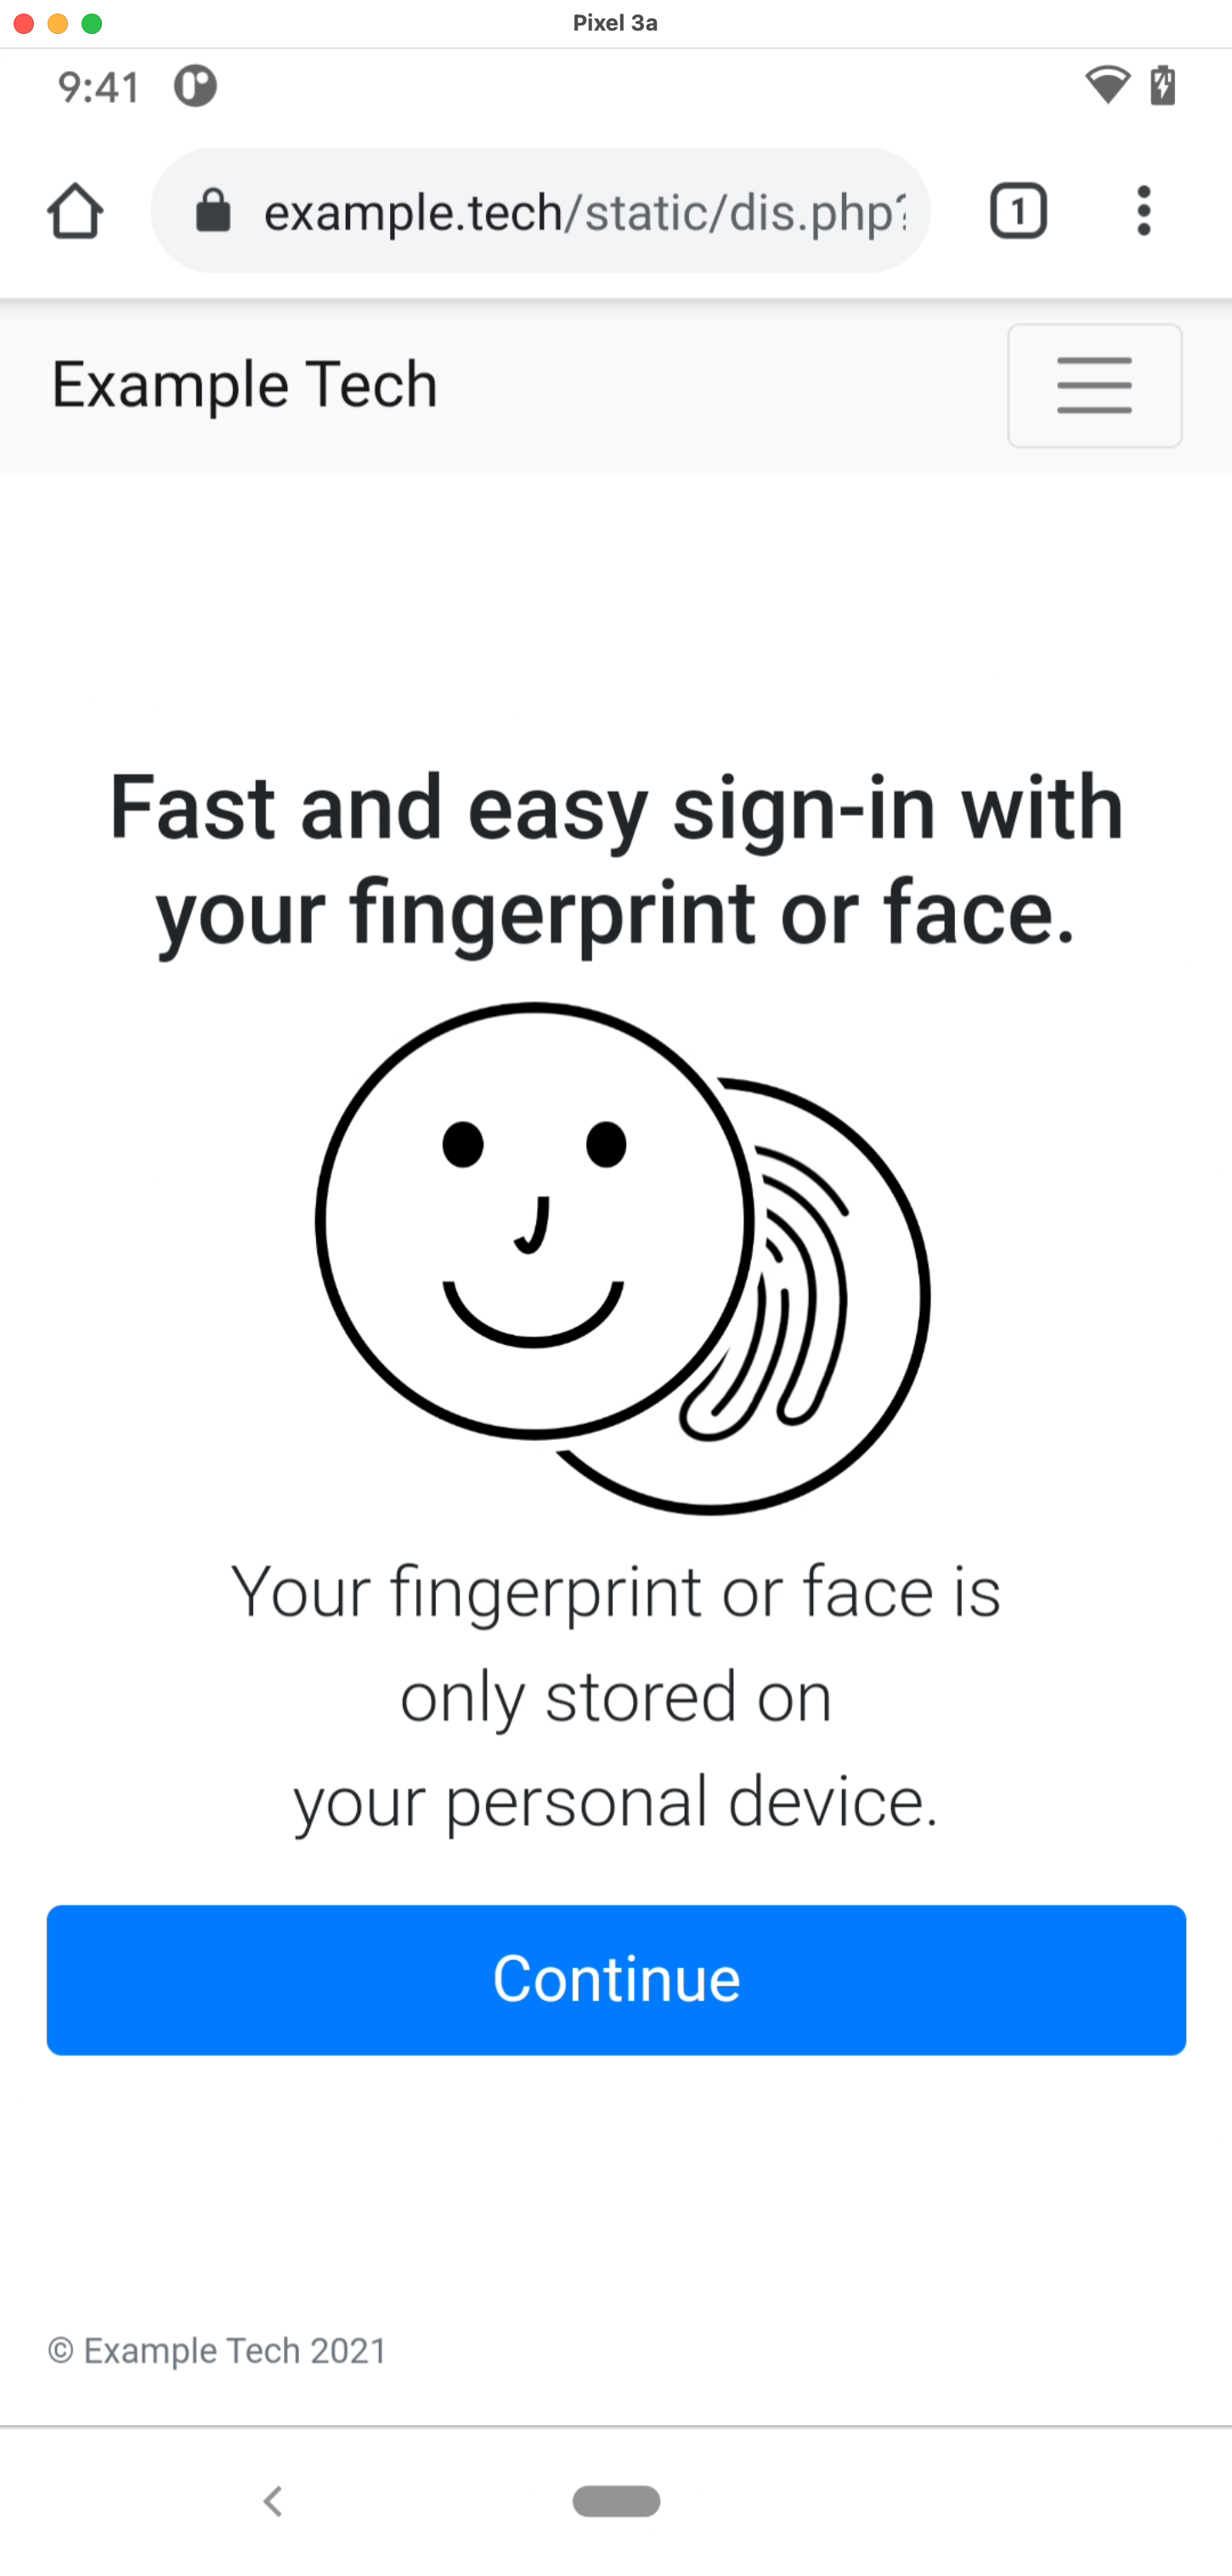 Pixel 3a
9:41
example.tech/static/dis.php?
1
Example Tech
Fast and easy sign-in with
your fingerprint or face.
Your fingerprint or face is
only stored on
your personal device.
Continue
© Example Tech 2021